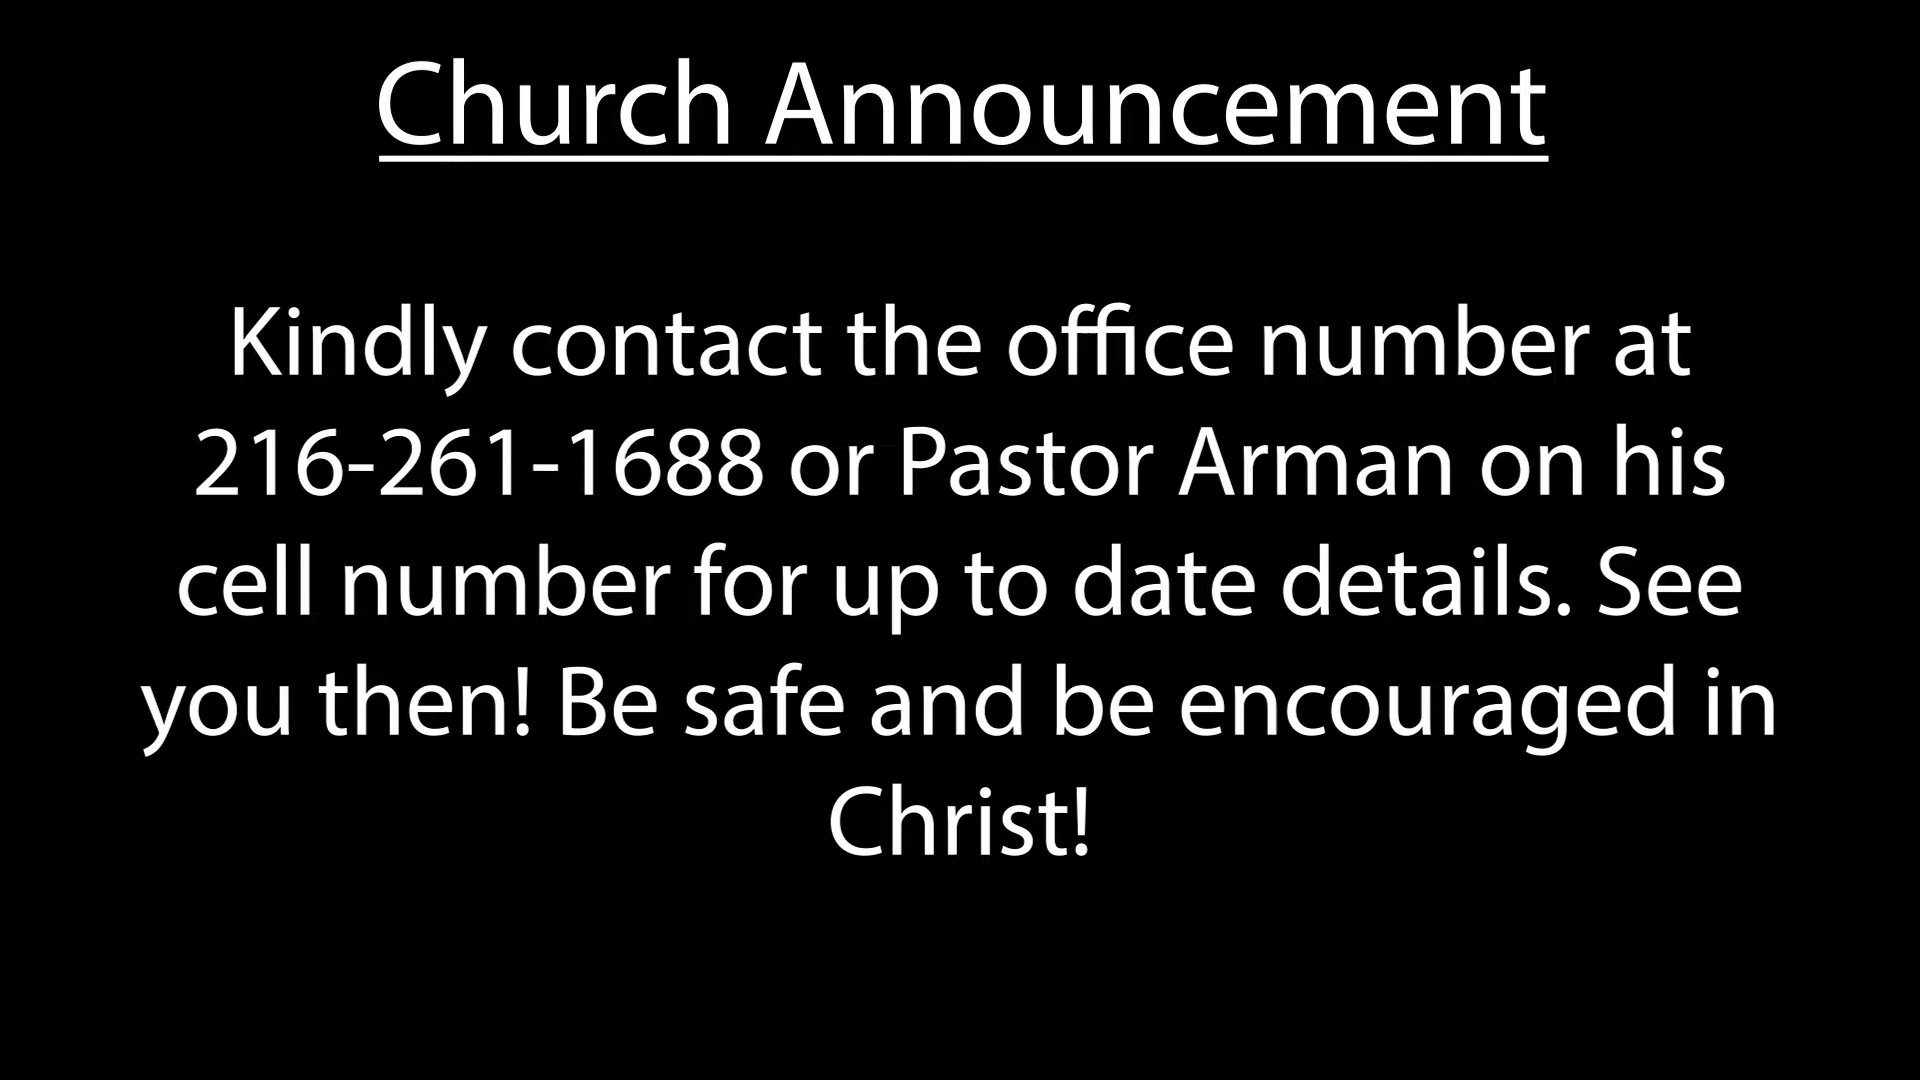 Church Announcement
Kindly contact the office number at
216-261-1688 or Pastor Arman on his
cell number for up to date details. See
you then! Be safe and be encouraged in
Christ!